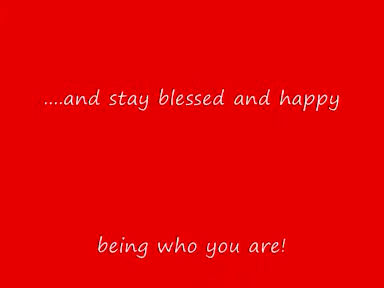 ....and stay blessed and happy
being who you are!